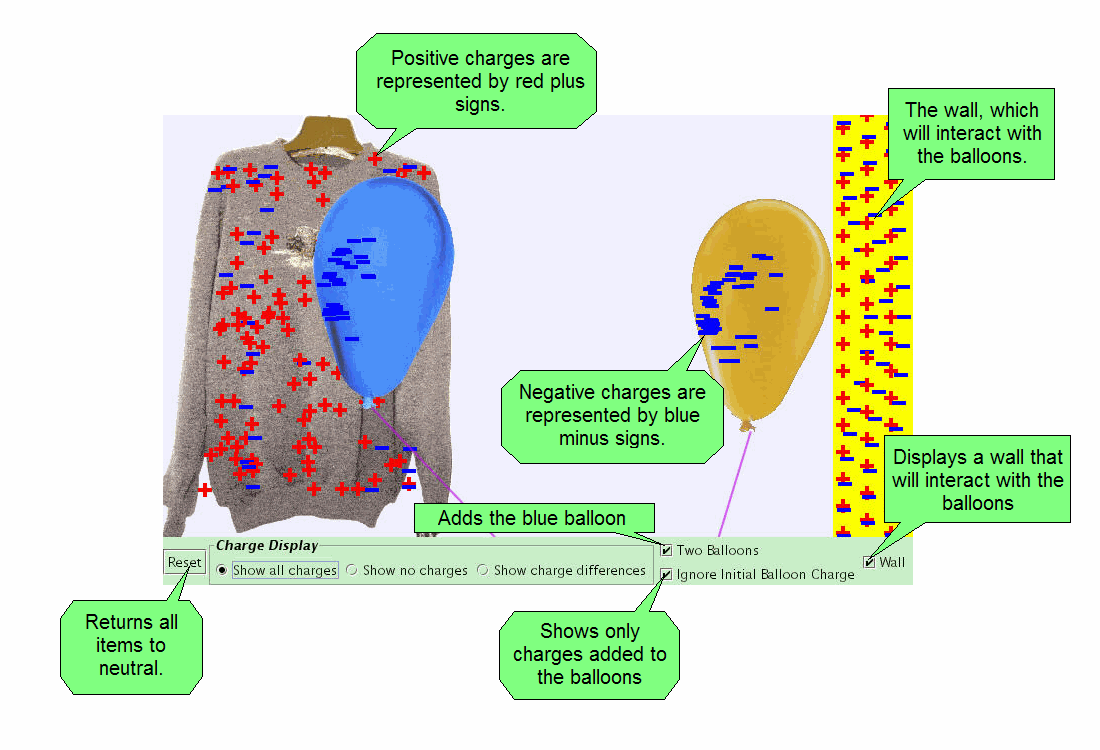 Positive charges are
represented by red plus
signs.
The wall, which
will interact with
the balloons.
Negative charges are
represented by blue
minus signs.
Displays a wall that
will interact with the
balloons
Adds the blue balloon
Charge Display
Reset
Show all charges
Show no charges
Show charge differences
Two Balloons
Ignore Initial Balloon Charge
Wall
Returns all
items to
neutral.
Shows only
charges added to
the balloons